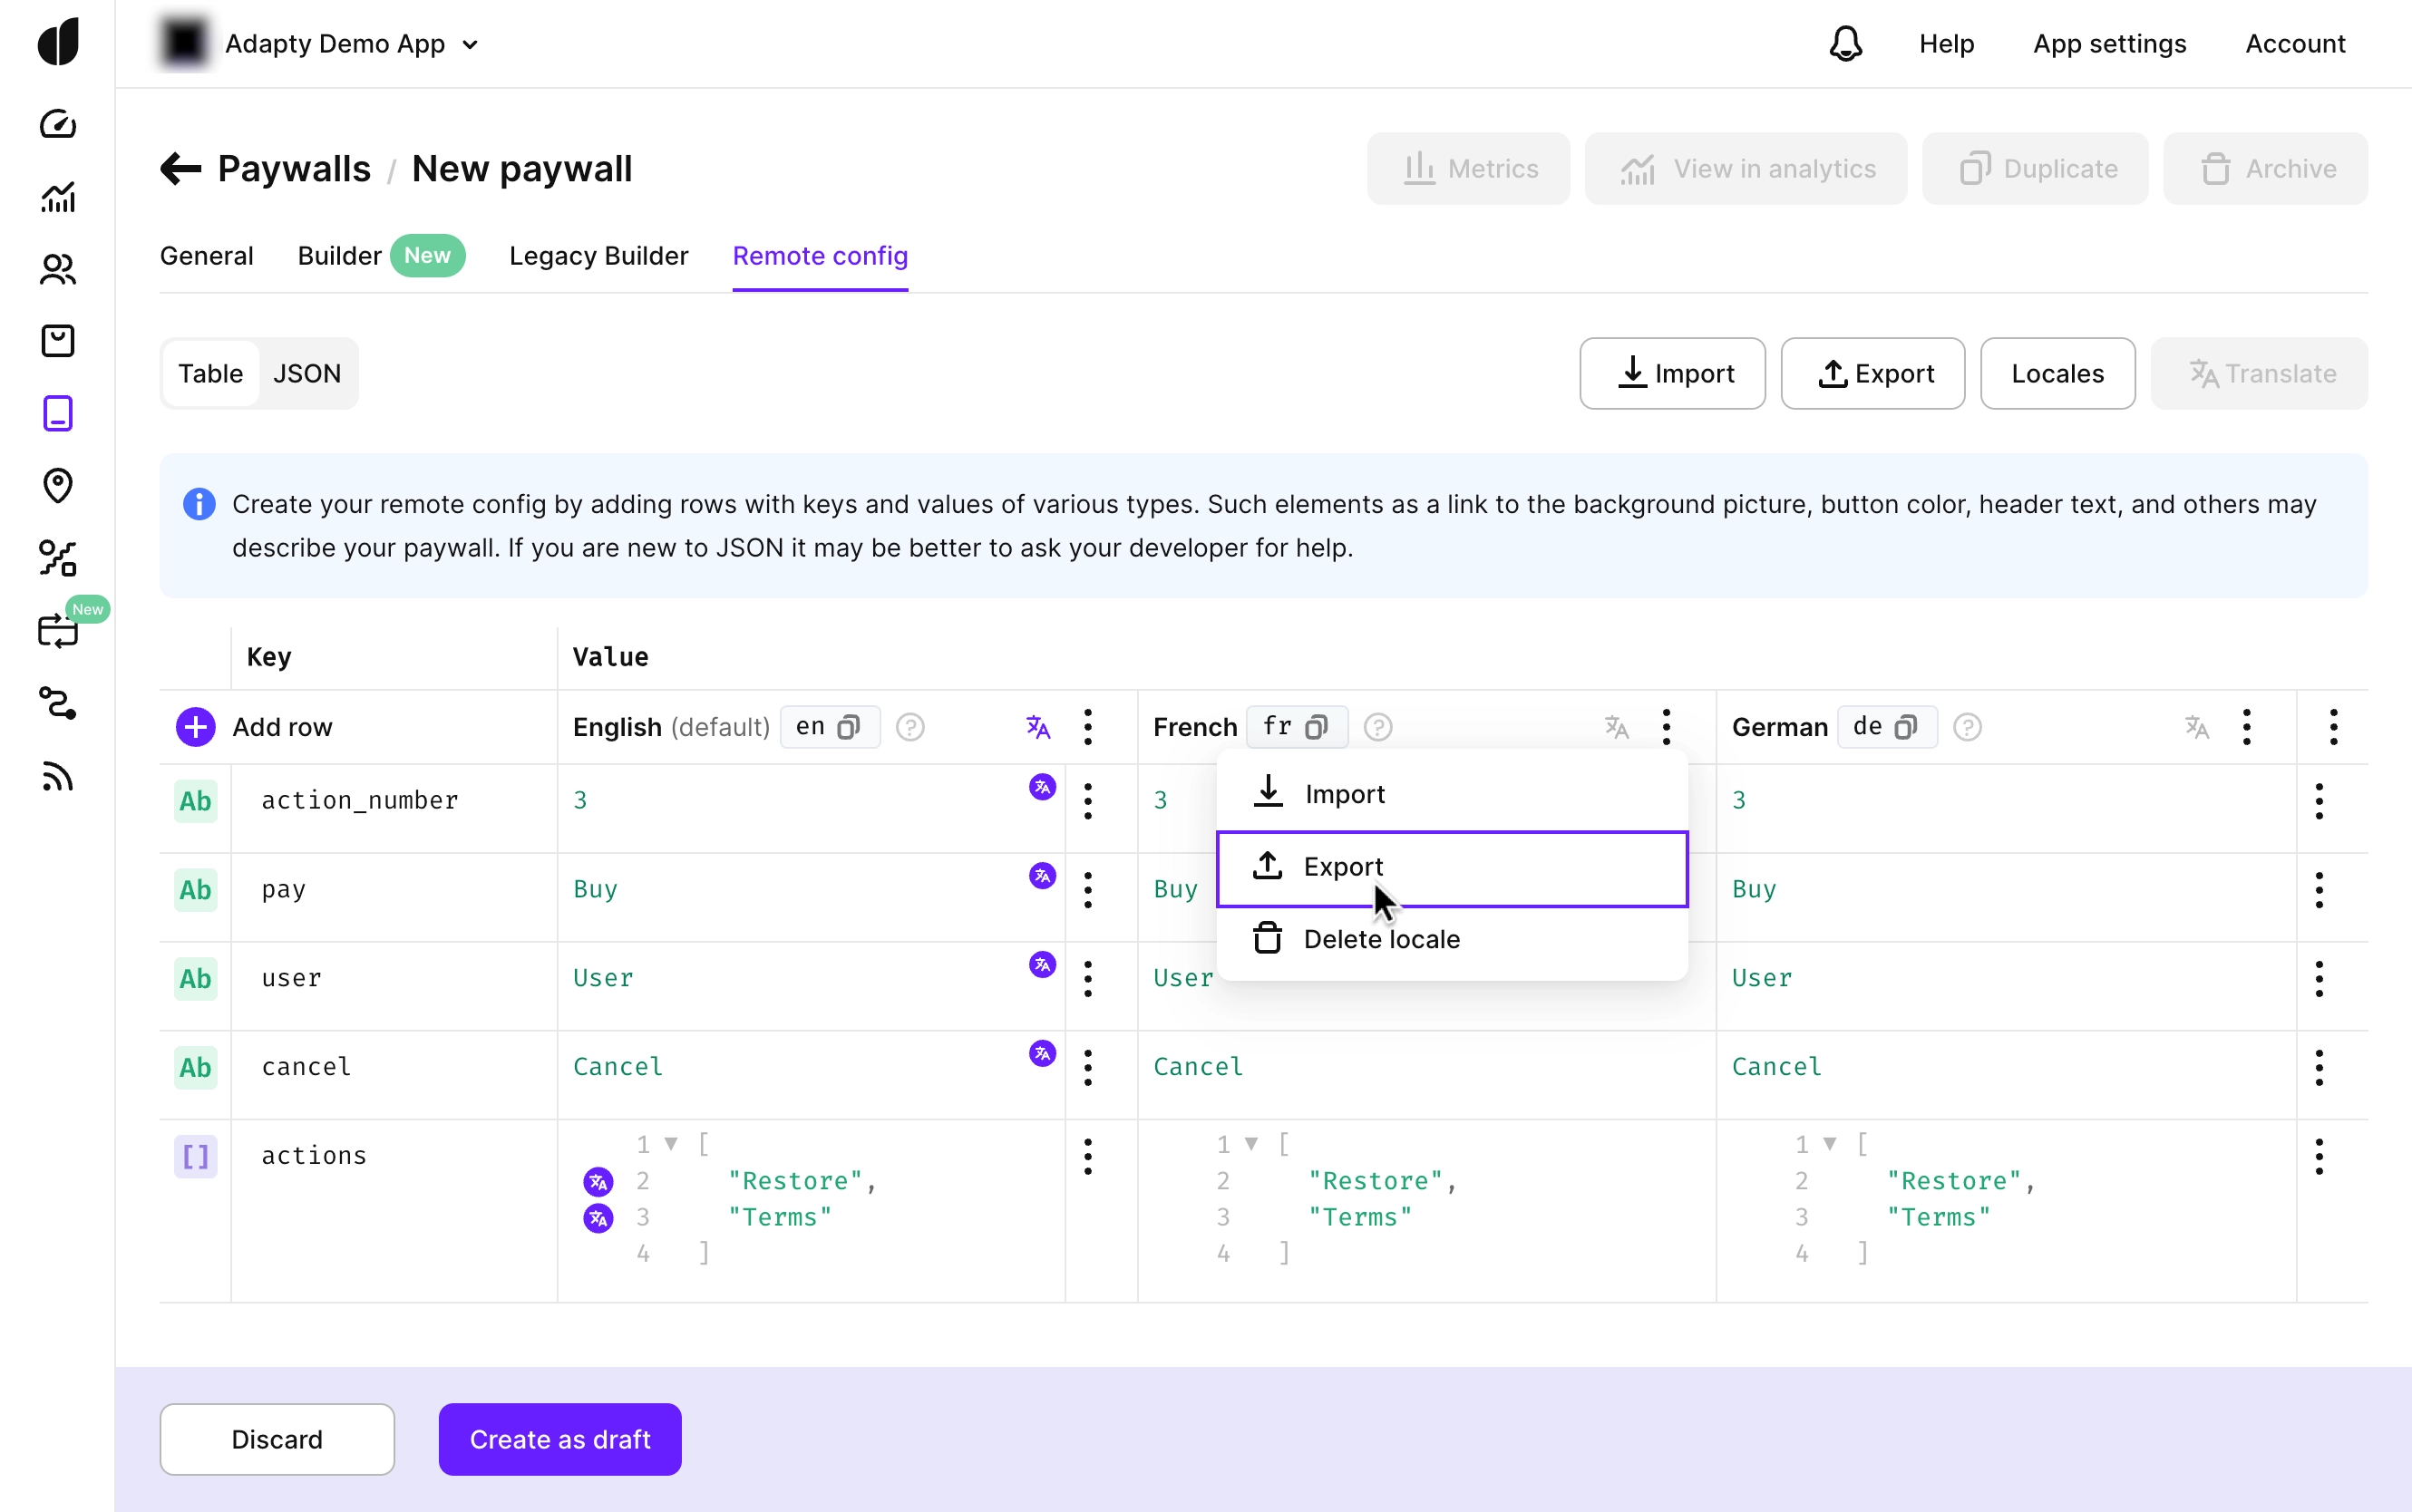 Adapty Demo App
Help
App settings
Account
Paywalls / New paywall
Metrics
View in analytics
Duplicate
Archive
General
Builder New
Legacy Builder
Remote config
Table JSON
Import
Export
Locales
Translate
Create your remote config by adding rows with keys and values of various types. Such elements as a link to the background picture, button color, header text, and others may
describe your paywall. If you are new to JSON it may be better to ask your developer for help.
New
Key
Value
Add row
English (default) en
French fr
German de
Import
Export
Delete locale
Ab action_number 3 3 3
Ab pay Buy Buy Buy
Ab user User User User
Ab cancel Cancel Cancel Cancel
[] actions
1 [
2 "Restore",
3 "Terms"
4 ]
1 [
2 "Restore",
3 "Terms"
4 ]
1 [
2 "Restore",
3 "Terms"
4 ]
Discard
Create as draft